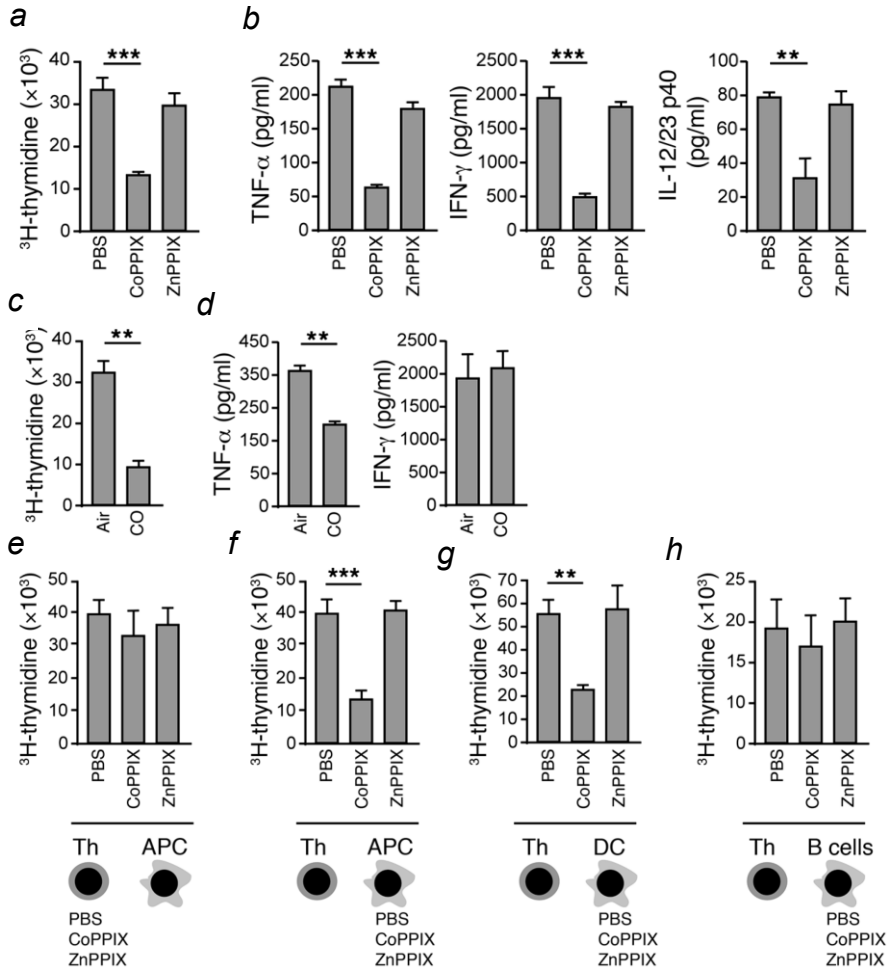 a
³H-thymidine (×10³)
40
30
20
10
0
***
PBS
CoPPIX
ZnPPIX
b
TNF-α (pg/ml)
250
200
150
100
50
0
***
PBS
CoPPIX
ZnPPIX
IFN-γ (pg/ml)
2500
2000
1500
1000
500
0
***
PBS
CoPPIX
ZnPPIX
IL-12/23 p40
(pg/ml)
100
80
60
40
20
0
**
PBS
CoPPIX
ZnPPIX
c
³H-thymidine (×10³)
40
30
20
10
0
**
Air
CO
d
TNF-α (pg/ml)
450
350
250
150
0
**
Air
CO
IFN-γ (pg/ml)
2500
2000
1500
1000
500
0
Air
CO
e
³H-thymidine (×10³)
50
40
30
20
10
0
PBS
CoPPIX
ZnPPIX
Th APC
PBS
CoPPIX
ZnPPIX
f
³H-thymidine (×10³)
50
40
30
20
10
0
***
PBS
CoPPIX
ZnPPIX
Th APC
PBS
CoPPIX
ZnPPIX
g
³H-thymidine (×10³)
70
60
50
40
30
20
10
0
**
PBS
CoPPIX
ZnPPIX
Th DC
PBS
CoPPIX
ZnPPIX
h
³H-thymidine (×10³)
25
20
15
20
0
PBS
CoPPIX
ZnPPIX
Th B cells
PBS
CoPPIX
ZnPPIX